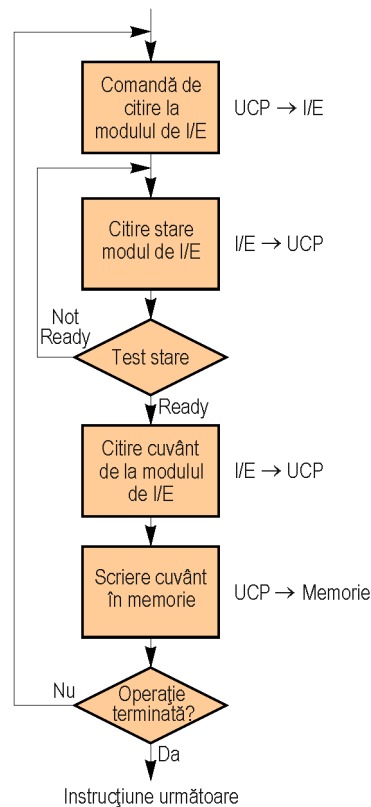 Comandă de
citire la
modulul de I/E
UCP → I/E
Citire stare
modul de I/E
I/E → UCP
Not
Ready
Test stare
Ready
Citire cuvânt
de la modulul
de I/E
I/E → UCP
Scriere cuvânt
în memorie
UCP → Memorie
Nu
Operaţie
terminată?
Da
Instrucţiune următoare